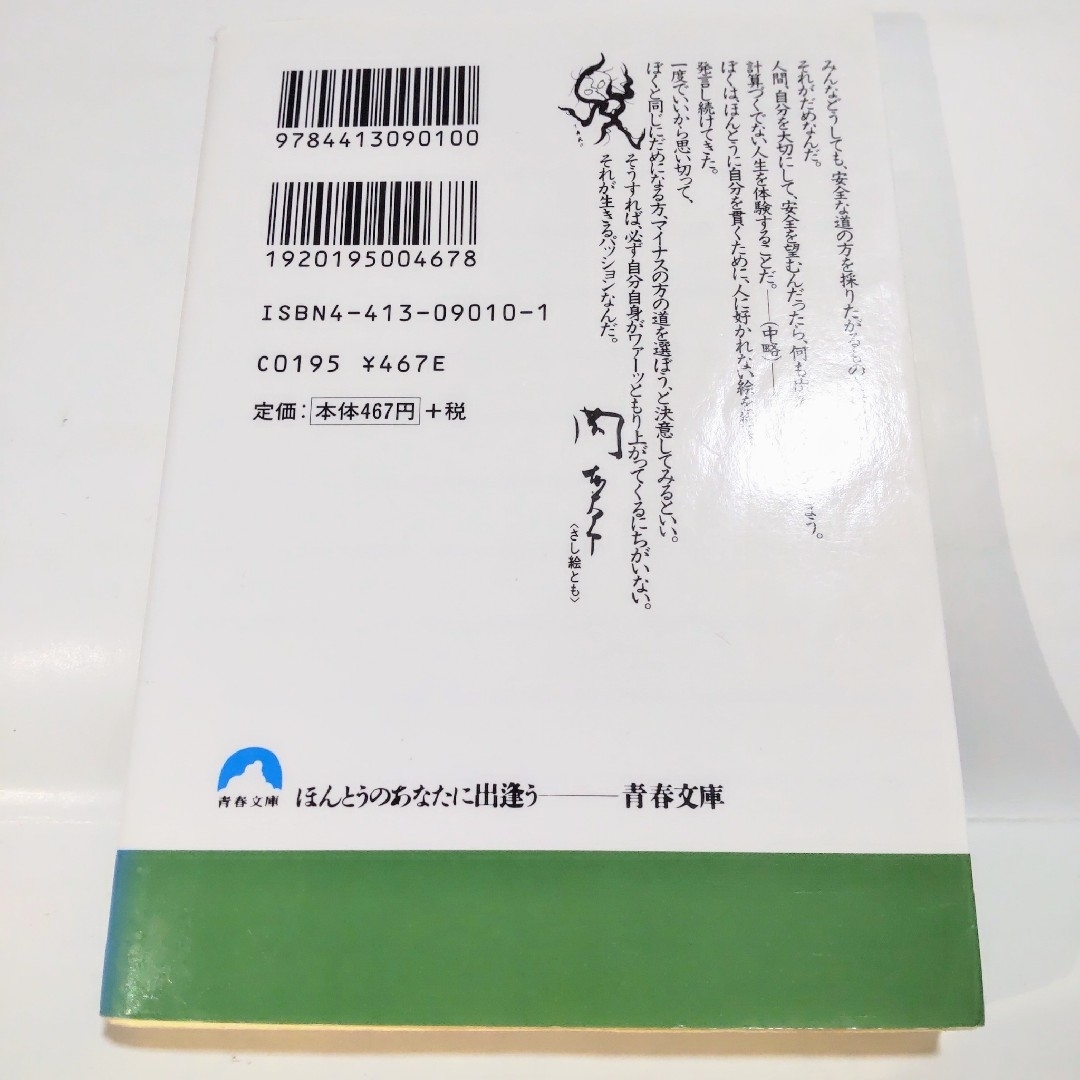 みんなどうしても、安全な道の方を採りたがるもの
それがだめなんだ。
人間、自分を大切にして、安全を望むんだったら、何も
計算づくでない人生を体験することだ。――(中略)――
ぼくは、ほんとうに自分を貫くために、人に好かれない絵を
発言し続けてきた。
一度でいいから思い切って、
ぼくと同じにだめになる方、マイナスの方の道を選ぼう、と決意してみるといい。
そうすれば、必ず自分自身がワァーッともり上がってくるにちがいない。
それが生きるパッションなんだ。
〈さし絵とも〉
9784413090100
1920195004678
ISBN4-413-09010-1
C0195 ¥467E
定価:本体467円+税
青春文庫
ほんとうのあなたに出逢う――――青春文庫